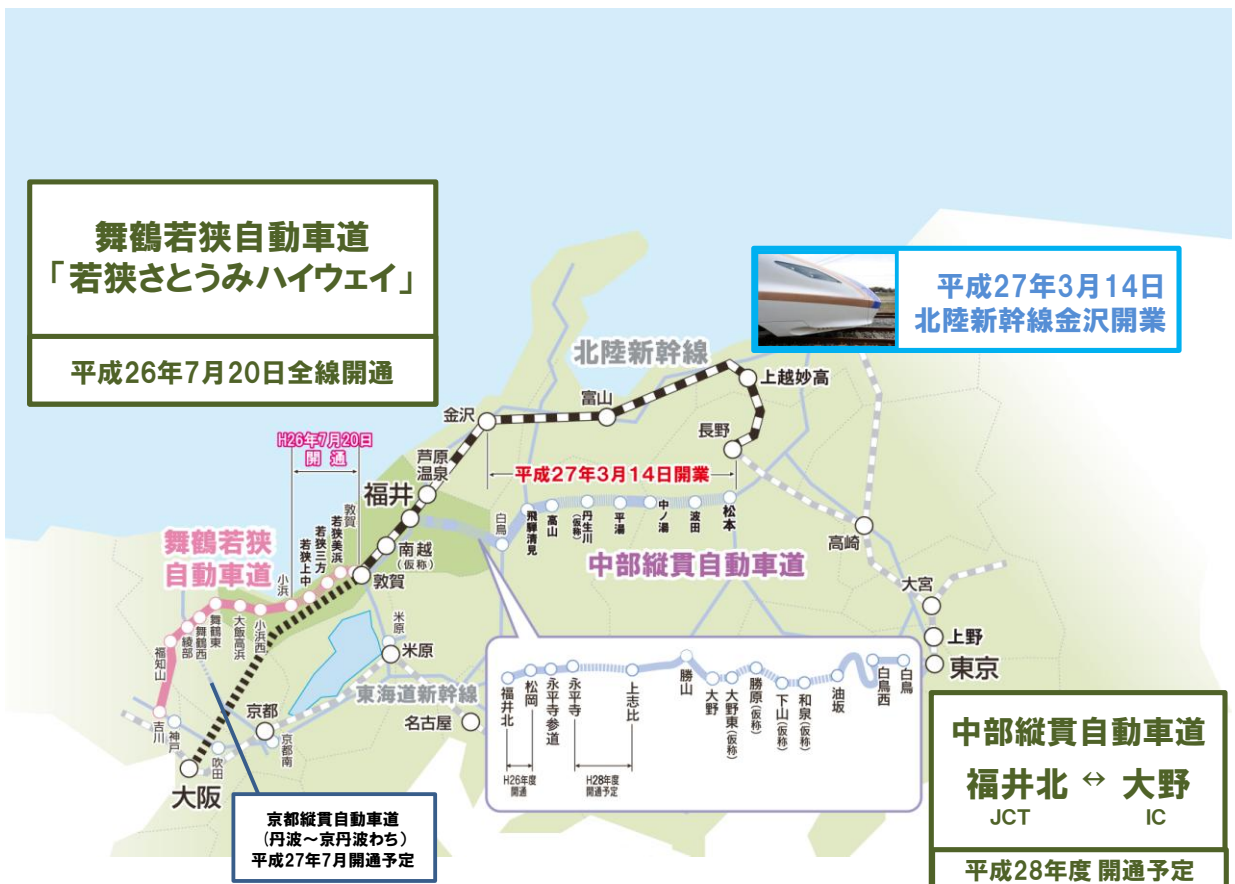 舞鶴若狭自動車道
「若狭さとうみハイウェイ」
平成26年7月20日全線開通
平成27年3月14日
北陸新幹線金沢開業
北陸新幹線
上越妙高
富山
金沢
長野
H26年7月20日
開通
芦原
温泉
平成27年3月14日開業
福井
敦賀
若狭美浜
若狭三方
若狭上中
小浜
舞鶴若狭
自動車道
南越
(仮称)
敦賀
白鳥
飛騨清見
高山
丹生川
(仮称)
平湯
中ノ湯
波田
松本
中部縦貫自動車道
高崎
大宮
上野
東京
小浜西
大飯高浜
舞鶴東
舞鶴西
綾部
福知山
吉川
神戸
吹田
大阪
京都
京都南
米原
米原
東海道新幹線
名古屋
福井北
松岡
永平寺参道
永平寺
上志比
勝山
大野
大野東(仮称)
勝原(仮称)
下山(仮称)
和泉(仮称)
油坂
白鳥西
白鳥
H26年度
開通
H28年度
開通予定
京都縦貫自動車道
(丹波～京丹波わち)
平成27年7月開通予定
中部縦貫自動車道
福井北 ⇔ 大野
JCT IC
平成28年度 開通予定